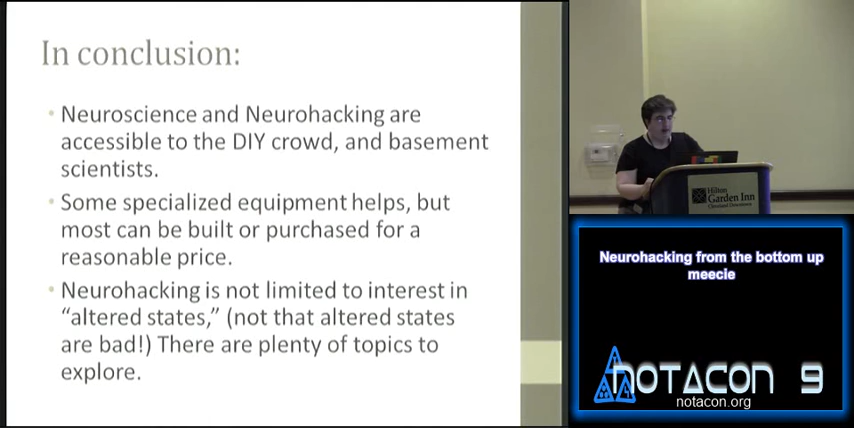 In conclusion:
Neuroscience and Neurohacking are
accessible to the DIY crowd, and basement
scientists.
Some specialized equipment helps, but
most can be built or purchased for a
reasonable price.
Neurohacking is not limited to interest in
“altered states,” (not that altered states
are bad!) There are plenty of topics to
explore.
Hilton
Garden Inn
Cleveland Downtown
Neurohacking from the bottom up
meecie
NOTACON 9
notacon.org